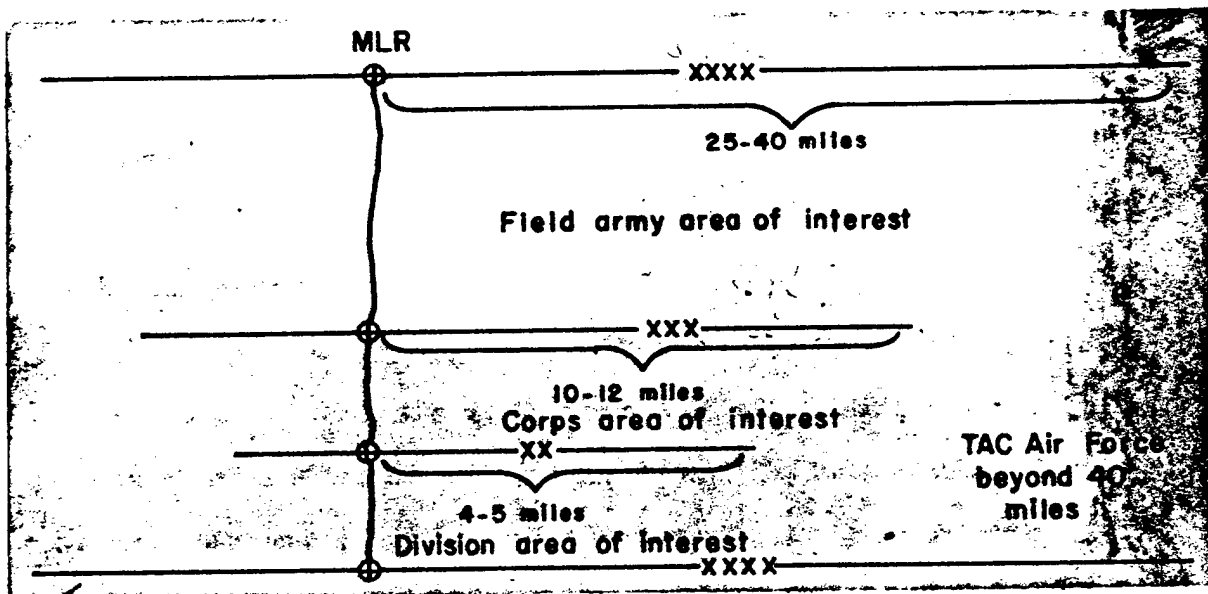 MLR
XXXX
25-40 miles
Field army area of interest
XXX
10-12 miles
Corps area of interest
XX
TAC Air Force
beyond 40
miles
4-5 miles
Division area of interest
XXXX